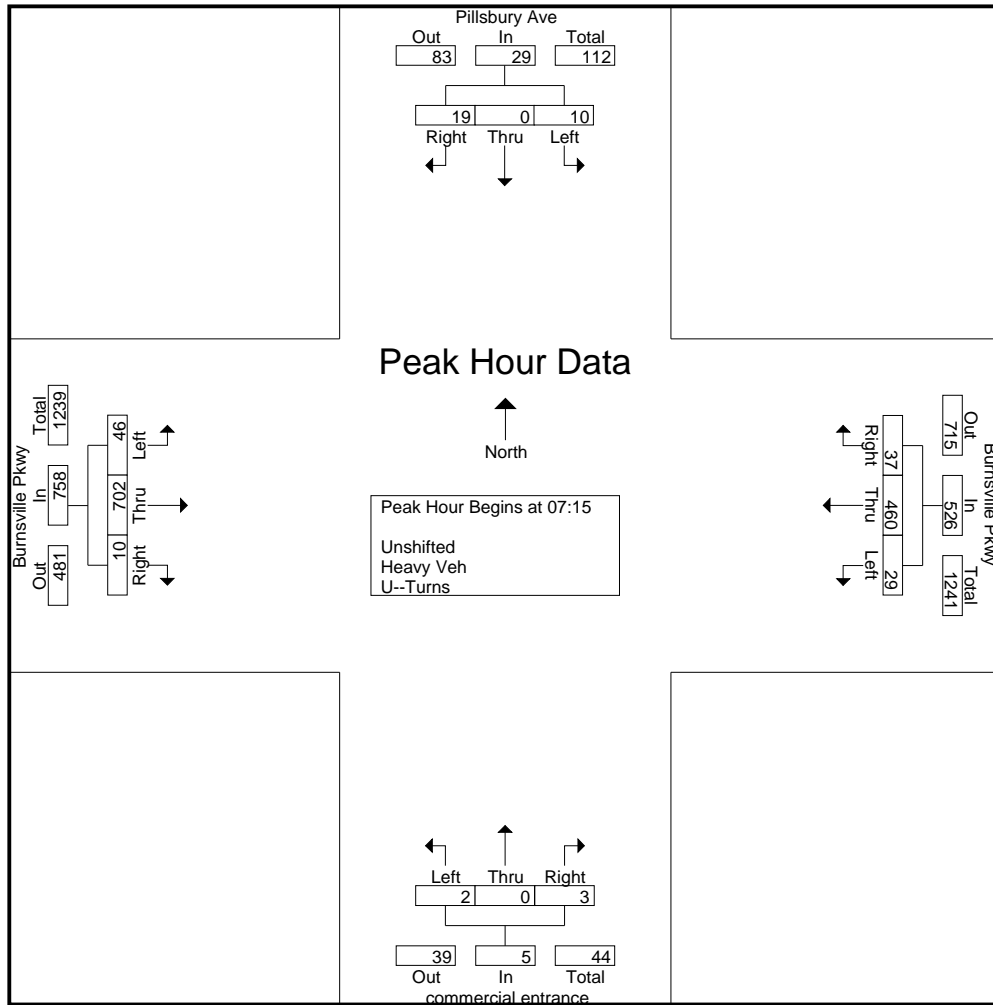 Pillsbury Ave
Out In Total
83 29 112
19 0 10
Right Thru Left
Peak Hour Data
North
Peak Hour Begins at 07:15
Unshifted
Heavy Veh
U--Turns
Burnsville Pkwy
Out In Total
481 758 1239
10 702 46
Right Thru Left
Burnsville Pkwy
Out In Total
715 526 1241
37 460 29
Right Thru Left
Left Thru Right
2 0 3
39 5 44
Out In Total
commercial entrance